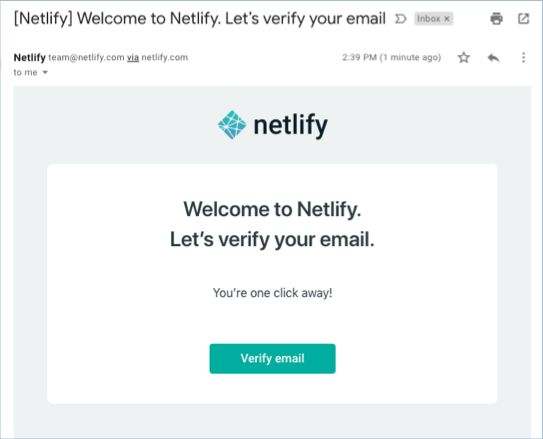 [Netlify] Welcome to Netlify. Let's verify your email Inbox ×
Netlify team@netlify.com via netlify.com 2:39 PM (1 minute ago)
to me
netlify
Welcome to Netlify.
Let's verify your email.
You're one click away!
Verify email